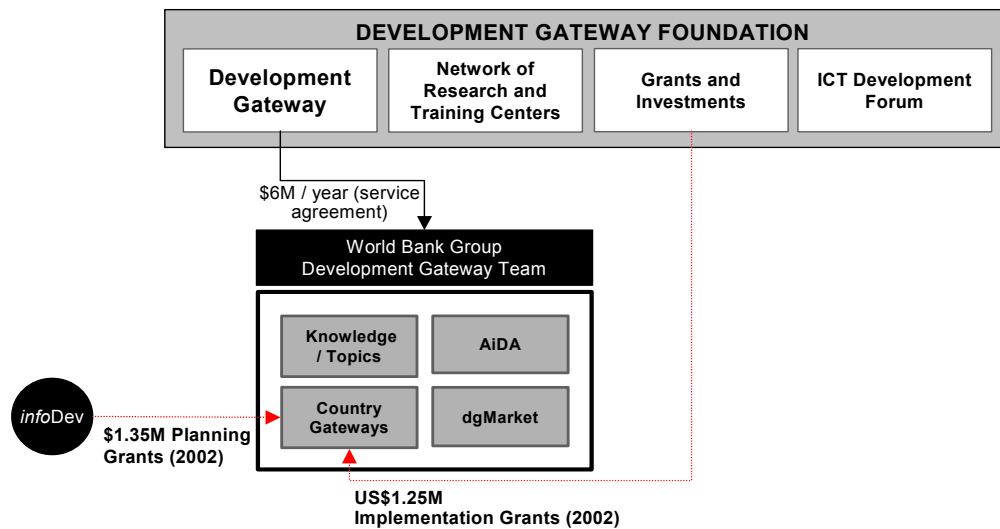 DEVELOPMENT GATEWAY FOUNDATION
Development
Gateway
Network of
Research and
Training Centers
Grants and
Investments
ICT Development
Forum
$6M / year (service
agreement)
World Bank Group
Development Gateway Team
Knowledge
/ Topics
AiDA
infoDev
Country
Gateways
dgMarket
$1.35M Planning
Grants (2002)
US$1.25M
Implementation Grants (2002)